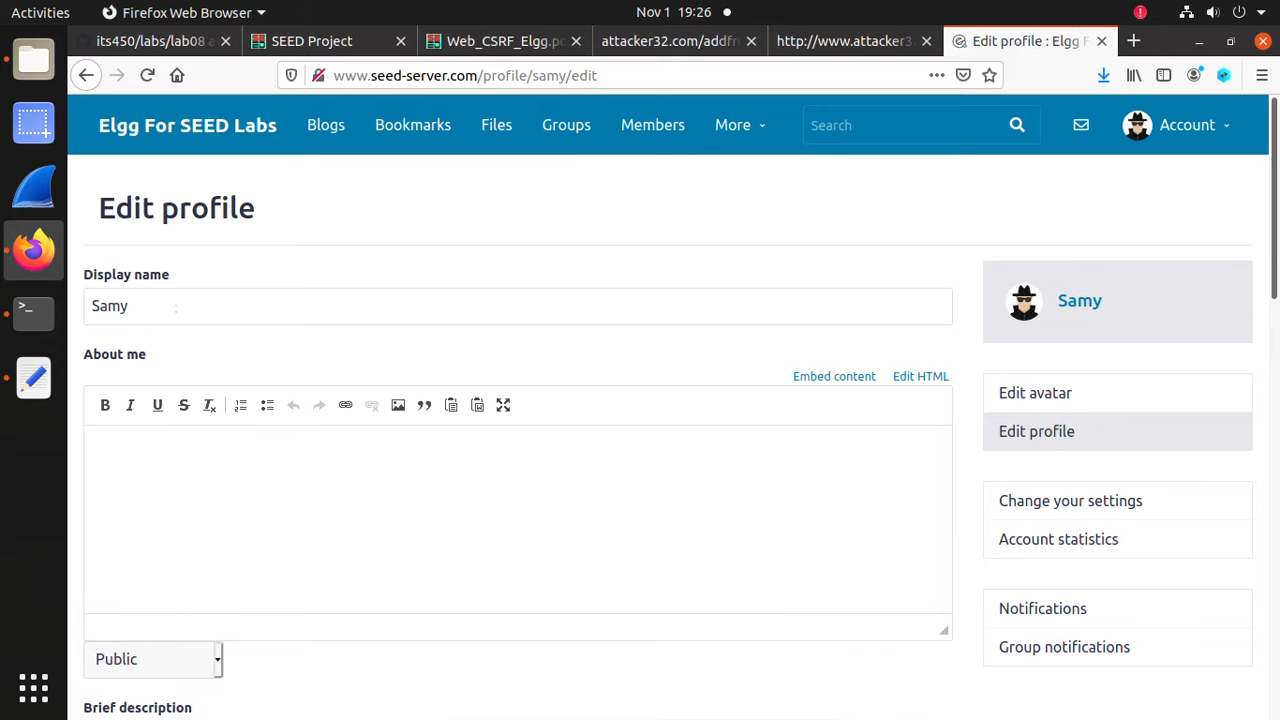 Activities
Firefox Web Browser
Nov 1 19:26
its450/labs/lab08
SEED Project
Web_CSRF_Elgg.p
attacker32.com/addfr
http://www.attacker3
Edit profile : Elgg F
www.seed-server.com/profile/samy/edit
Elgg For SEED Labs
Blogs
Bookmarks
Files
Groups
Members
More
Search
Account
Edit profile
Display name
Samy
About me
Embed content
Edit HTML
Public
Brief description
Samy
Edit avatar
Edit profile
Change your settings
Account statistics
Notifications
Group notifications